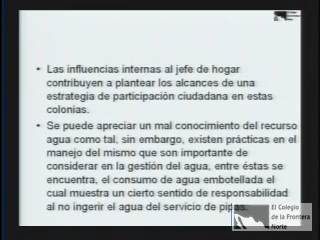 • Las influencias internas al jefe de hogar
contribuyen a plantear los alcances de una
estrategia de participación ciudadana en estas
colonias.
• Se puede apreciar un mal conocimiento del recurso
agua como tal, sin embargo, existen prácticas en el
manejo del mismo que son importante de
considerar en la gestión del agua, entre éstas se
encuentra, el consumo de agua embotellada el
cual muestra un cierto sentido de responsabilidad
al no ingerir el agua del servicio de pipas.
El Colegio
de la Frontera
Norte